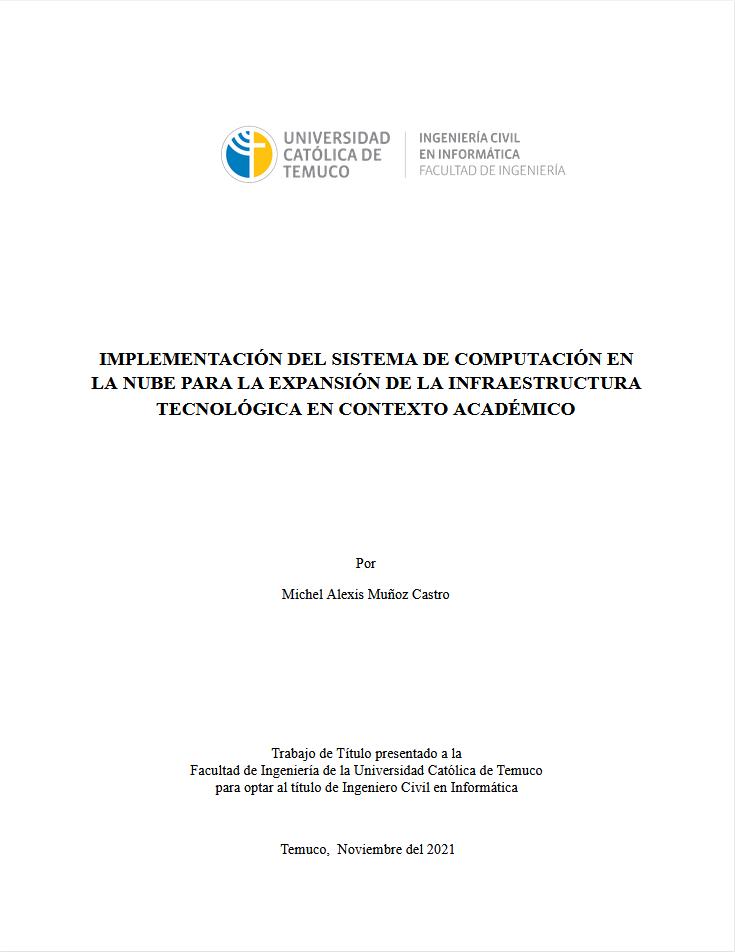 UNIVERSIDAD
CATÓLICA DE
TEMUCO
INGENIERÍA CIVIL
EN INFORMÁTICA
FACULTAD DE INGENIERÍA
IMPLEMENTACIÓN DEL SISTEMA DE COMPUTACIÓN EN
LA NUBE PARA LA EXPANSIÓN DE LA INFRAESTRUCTURA
TECNOLÓGICA EN CONTEXTO ACADÉMICO
Por
Michel Alexis Muñoz Castro
Trabajo de Título presentado a la
Facultad de Ingeniería de la Universidad Católica de Temuco
para optar al título de Ingeniero Civil en Informática
Temuco,  Noviembre del 2021